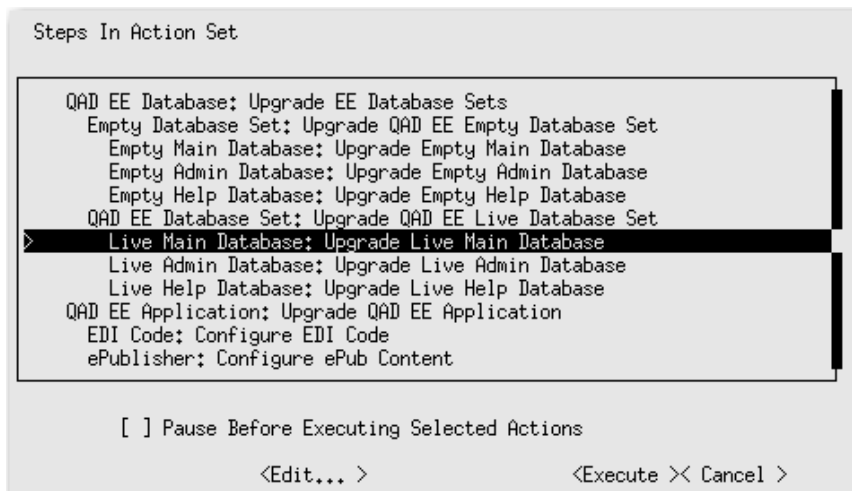 Steps In Action Set
QAD EE Database: Upgrade EE Database Sets
Empty Database Set: Upgrade QAD EE Empty Database Set
Empty Main Database: Upgrade Empty Main Database
Empty Admin Database: Upgrade Empty Admin Database
Empty Help Database: Upgrade Empty Help Database
QAD EE Database Set: Upgrade QAD EE Live Database Set
> Live Main Database: Upgrade Live Main Database
Live Admin Database: Upgrade Live Admin Database
Live Help Database: Upgrade Live Help Database
QAD EE Application: Upgrade QAD EE Application
EDI Code: Configure EDI Code
ePublisher: Configure ePub Content
[ ] Pause Before Executing Selected Actions
<Edit... > <Execute >< Cancel >